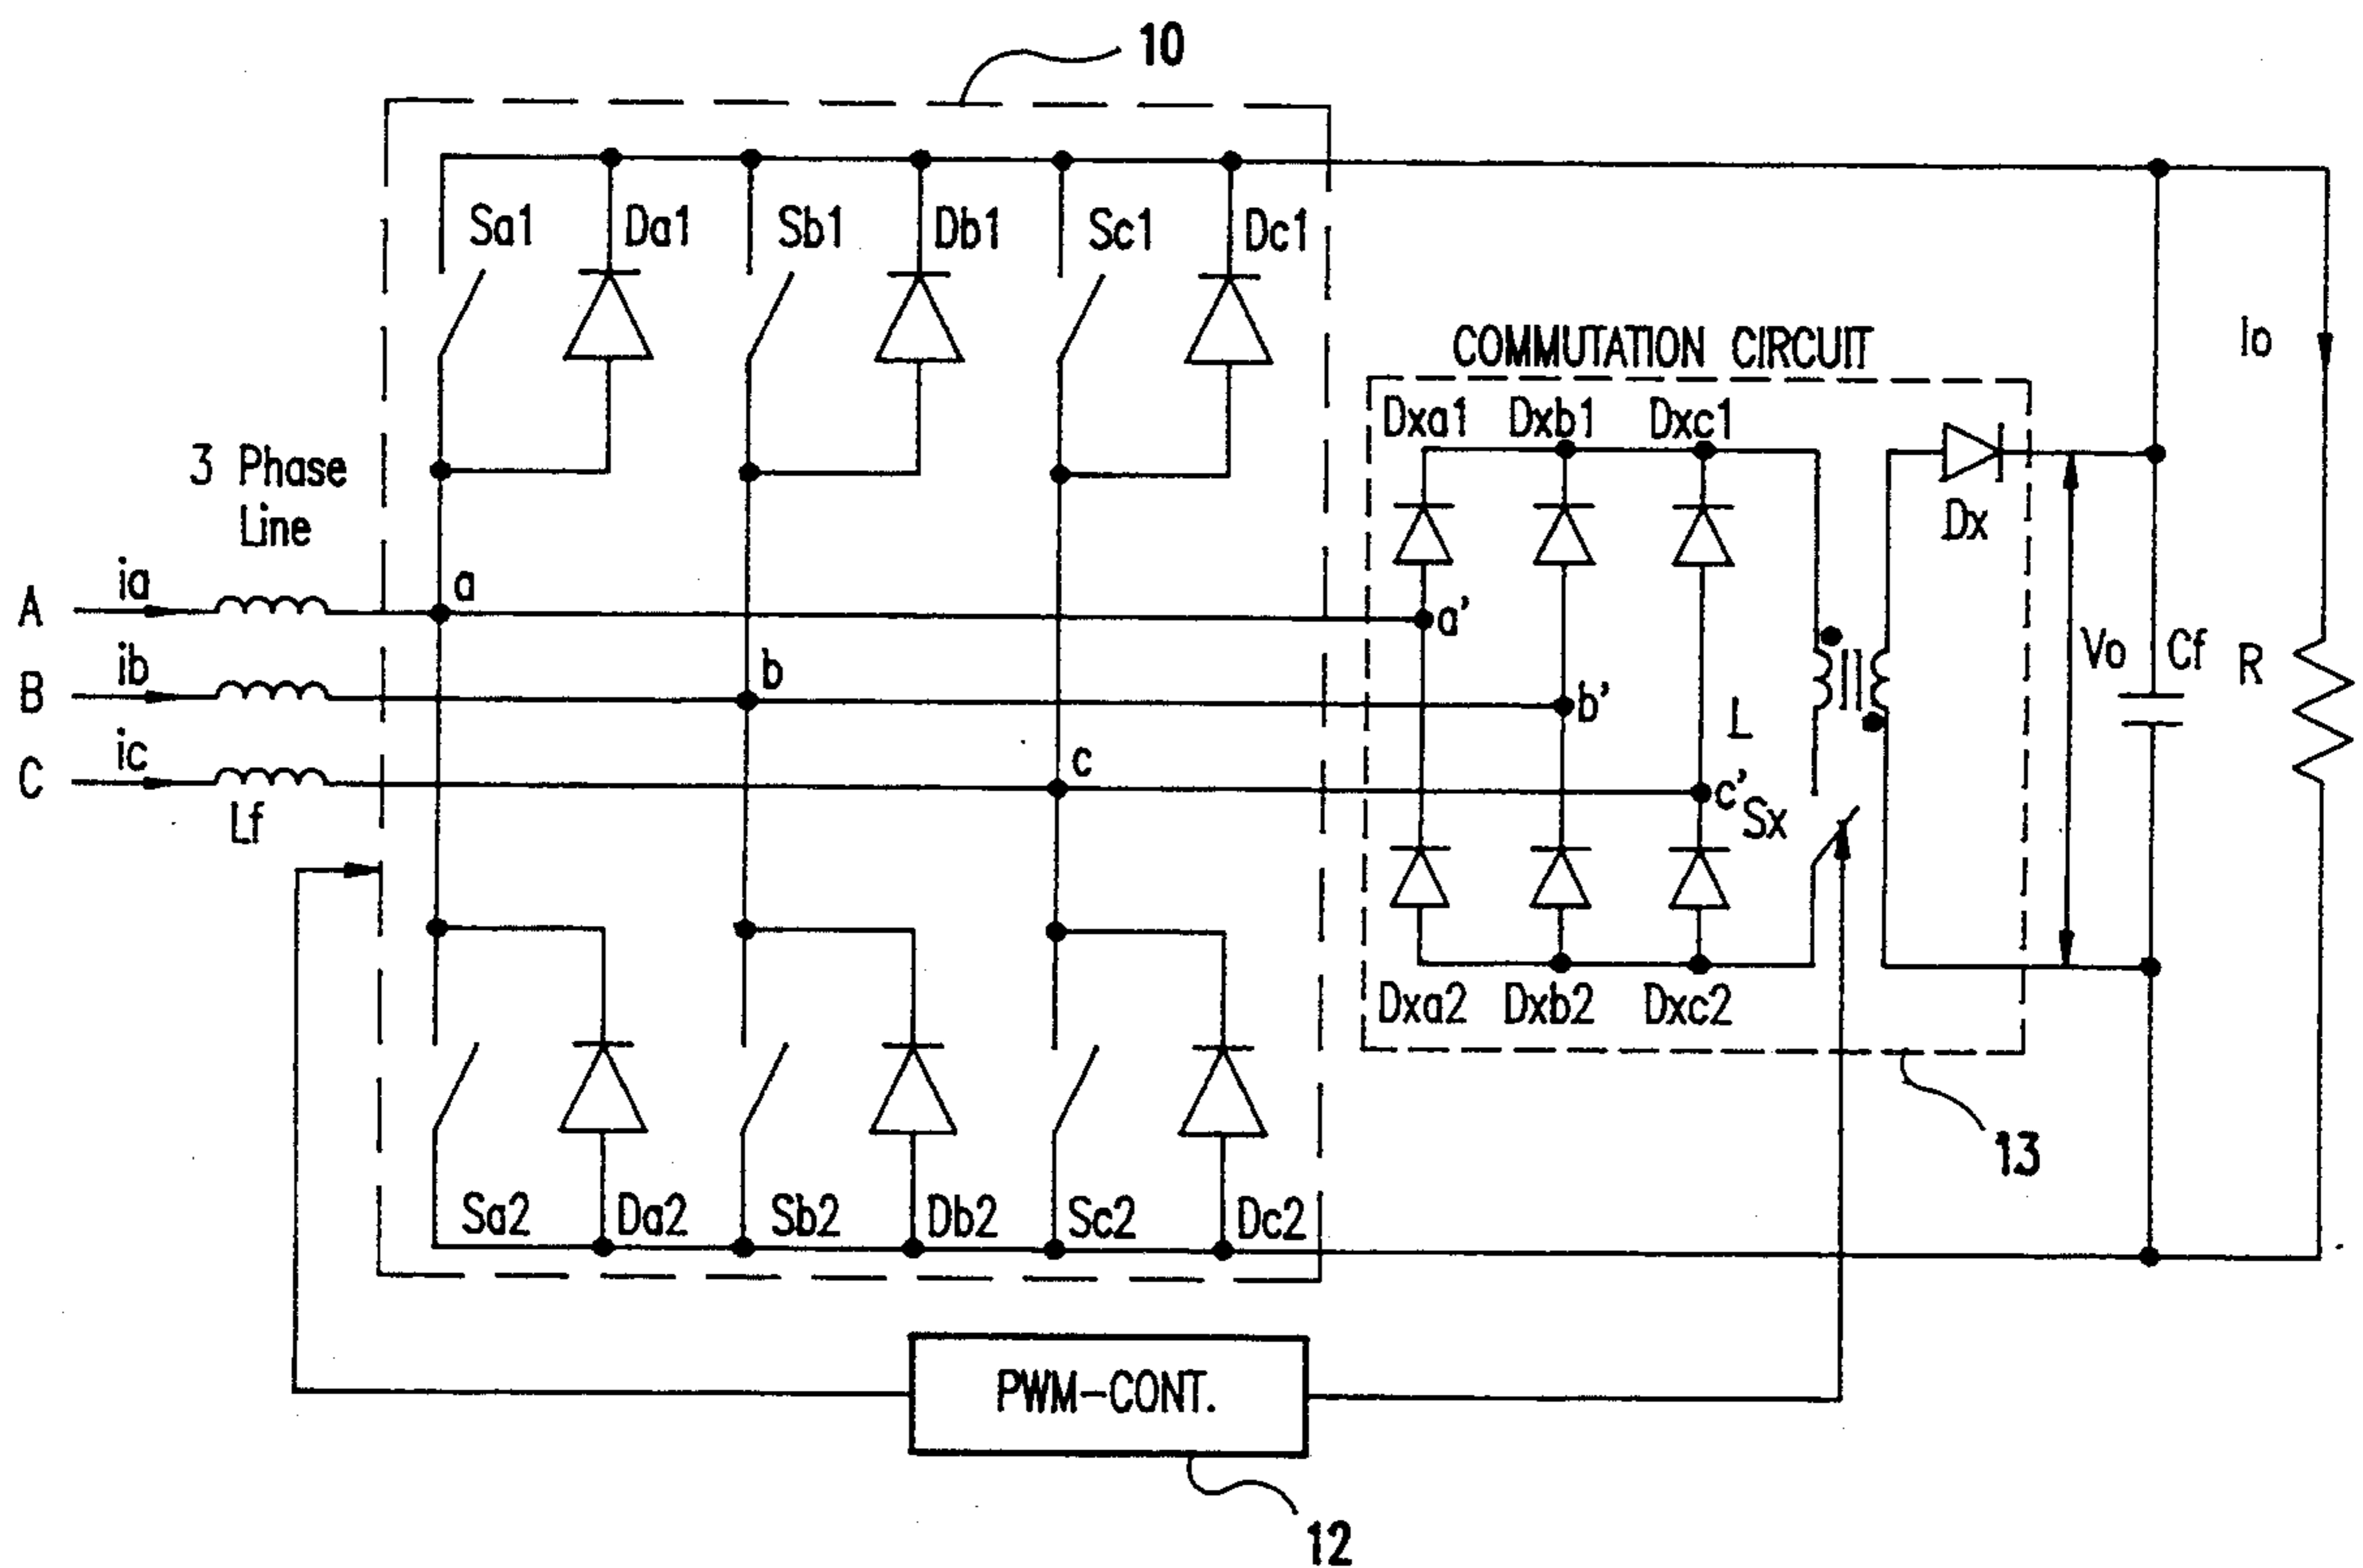 10
Sa1 Da1 Sb1 Db1 Sc1 Dc1
COMMUTATION CIRCUIT
Io
Dxa1 Dxb1 Dxc1
3 Phase
Line
Dx
A ia a a'
B ib b b' L Vo Cf R
C ic c c' Sx
Lf
Dxa2 Dxb2 Dxc2
13
Sa2 Da2 Sb2 Db2 Sc2 Dc2
PWM-CONT.
12